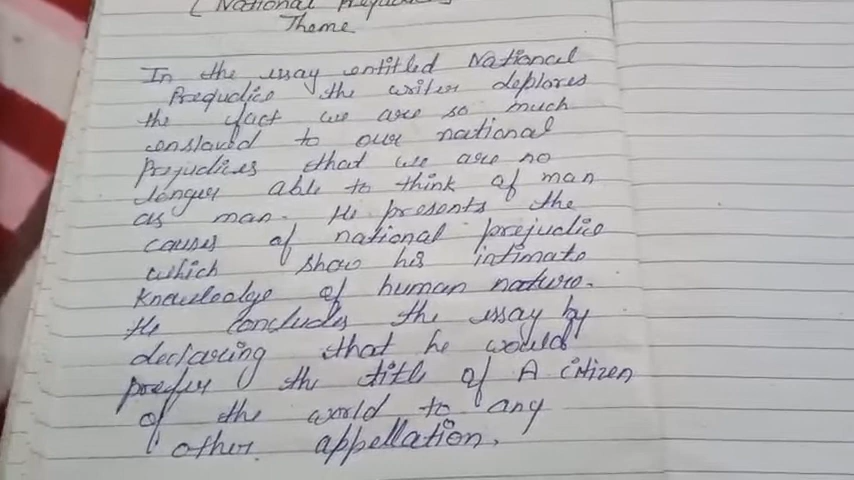 ( National Prejudices
Theme
In the essay entitled National
Prequdice the writer deplores
the fact we are so much
enslaved to our national
Prejudices that we are no
longer able to think of man
as man. He presents the
causes of national prejudice
which show his intimate
knowledge of human nature.
He concludes the essay by
declaring that he would
prefer the title of A citizen
of the world to any
other appellation.